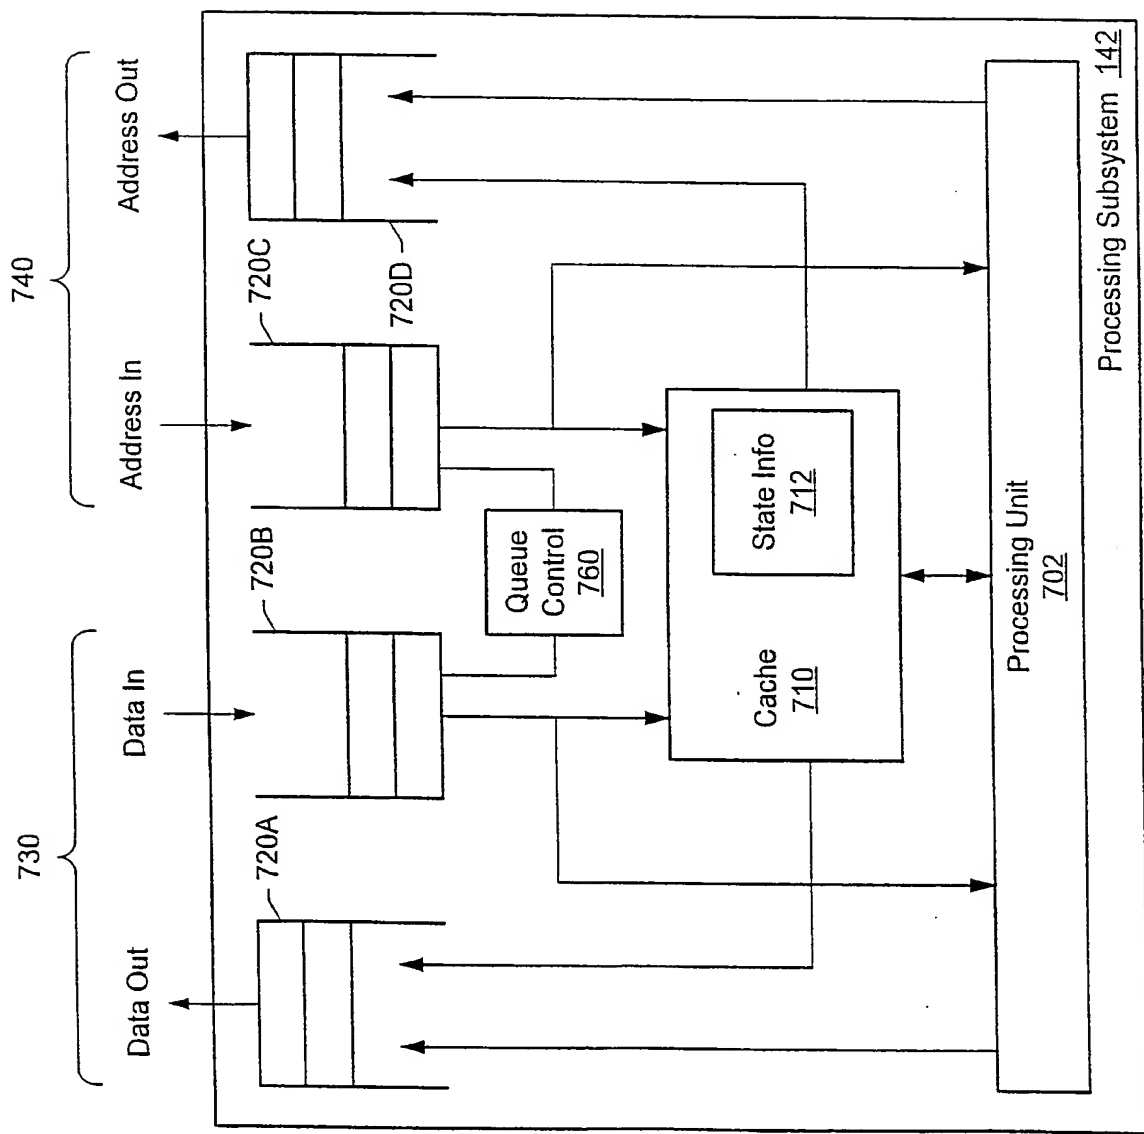 730
740
Data Out
Data In
Address In
Address Out
720A
720B
720C
720D
Queue
Control
760
Cache
710
State Info
712
Processing Unit
702
Processing Subsystem 142